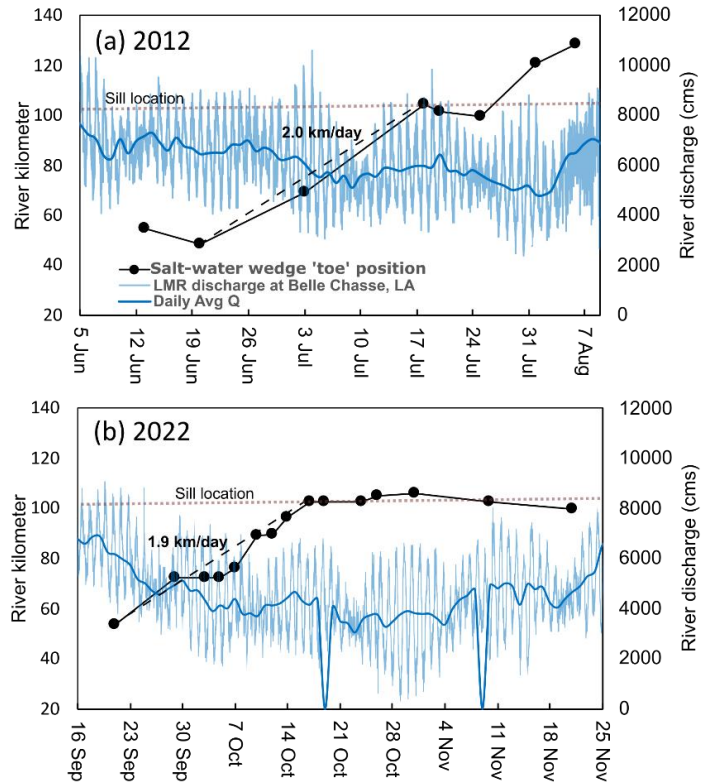 (a) 2012
140
120
100
80
60
40
20
River kilometer
12000
10000
8000
6000
4000
2000
0
River discharge (cms)
Sill location
2.0 km/day
Salt-water wedge 'toe' position
LMR discharge at Belle Chasse, LA
Daily Avg Q
5 Jun
12 Jun
19 Jun
26 Jun
3 Jul
10 Jul
17 Jul
24 Jul
31 Jul
7 Aug
(b) 2022
140
120
100
80
60
40
20
River kilometer
12000
10000
8000
6000
4000
2000
0
River discharge (cms)
Sill location
1.9 km/day
16 Sep
23 Sep
30 Sep
7 Oct
14 Oct
21 Oct
28 Oct
4 Nov
11 Nov
18 Nov
25 Nov